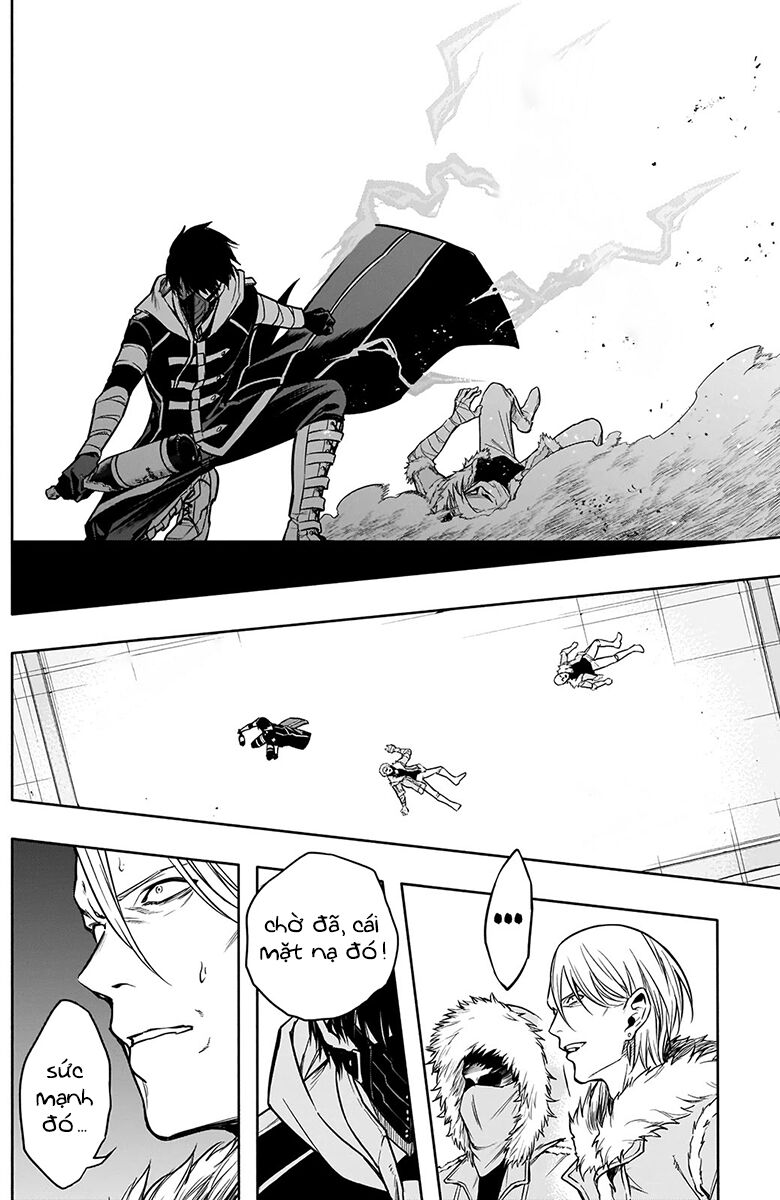 ...
chờ đã, cái
mặt nạ đó!
sức
mạnh
đó...